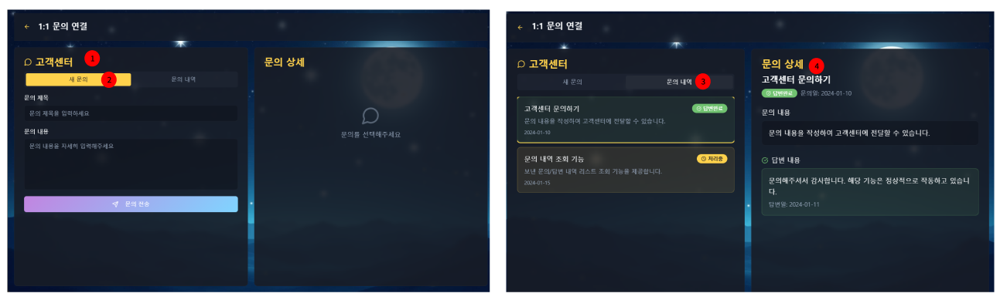 ← 1:1 문의 연결
고객센터 1
새 문의 2 문의 내역
문의 제목
문의 제목을 입력하세요
문의 내용
문의 내용을 자세히 입력해주세요
문의 전송
문의 상세
문의를 선택해주세요
← 1:1 문의 연결
고객센터
새 문의 문의 내역 3
고객센터 문의하기 답변완료
문의 내용을 작성하여 고객센터에 전달할 수 있습니다.
2024-01-10
문의 내역 조회 기능 처리중
보낸 문의/답변 내역 리스트 조회 기능을 제공합니다.
2024-01-15
문의 상세 4
고객센터 문의하기
답변완료 문의일: 2024-01-10
문의 내용
문의 내용을 작성하여 고객센터에 전달할 수 있습니다.
답변 내용
문의해주셔서 감사합니다. 해당 기능은 정상적으로 작동하고 있습니
다.
답변일: 2024-01-11